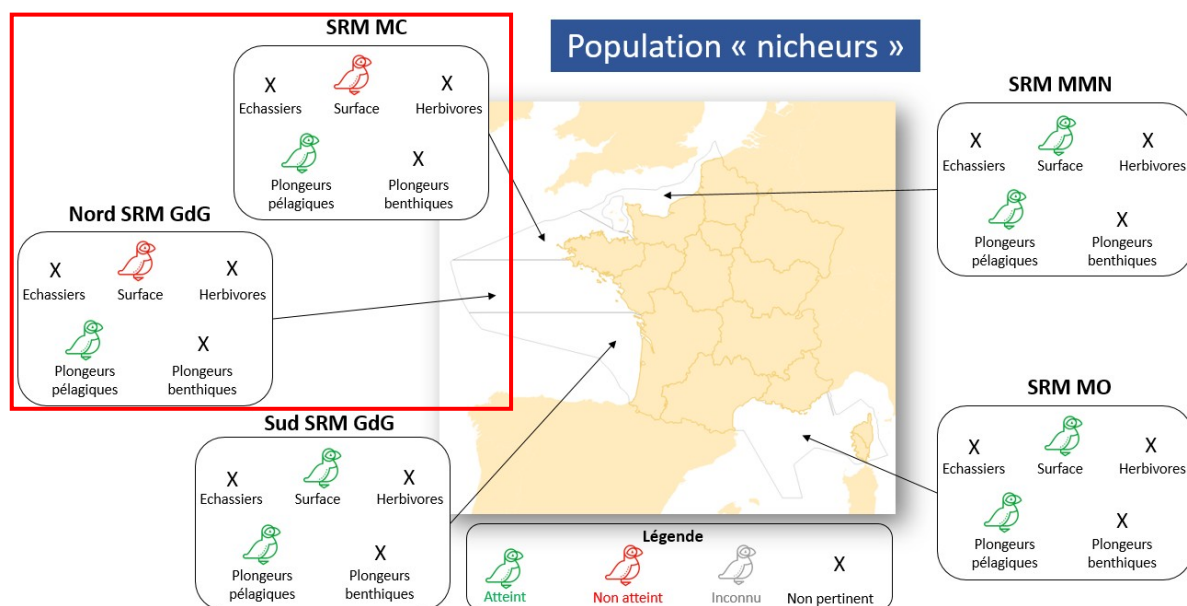 SRM MC
X
X
Echassiers Surface Herbivores
X
Plongeurs Plongeurs
pélagiques benthiques
Population « nicheurs »
SRM MMN
X
X
Echassiers Surface Herbivores
X
Plongeurs Plongeurs
pélagiques benthiques
Nord SRM GdG
X
X
Echassiers Surface Herbivores
X
Plongeurs Plongeurs
pélagiques benthiques
Sud SRM GdG
X
X
Echassiers Surface Herbivores
X
Plongeurs Plongeurs
pélagiques benthiques
SRM MO
X
X
Echassiers Surface Herbivores
X
Plongeurs Plongeurs
pélagiques benthiques
Légende
X
Atteint Non atteint Inconnu Non pertinent